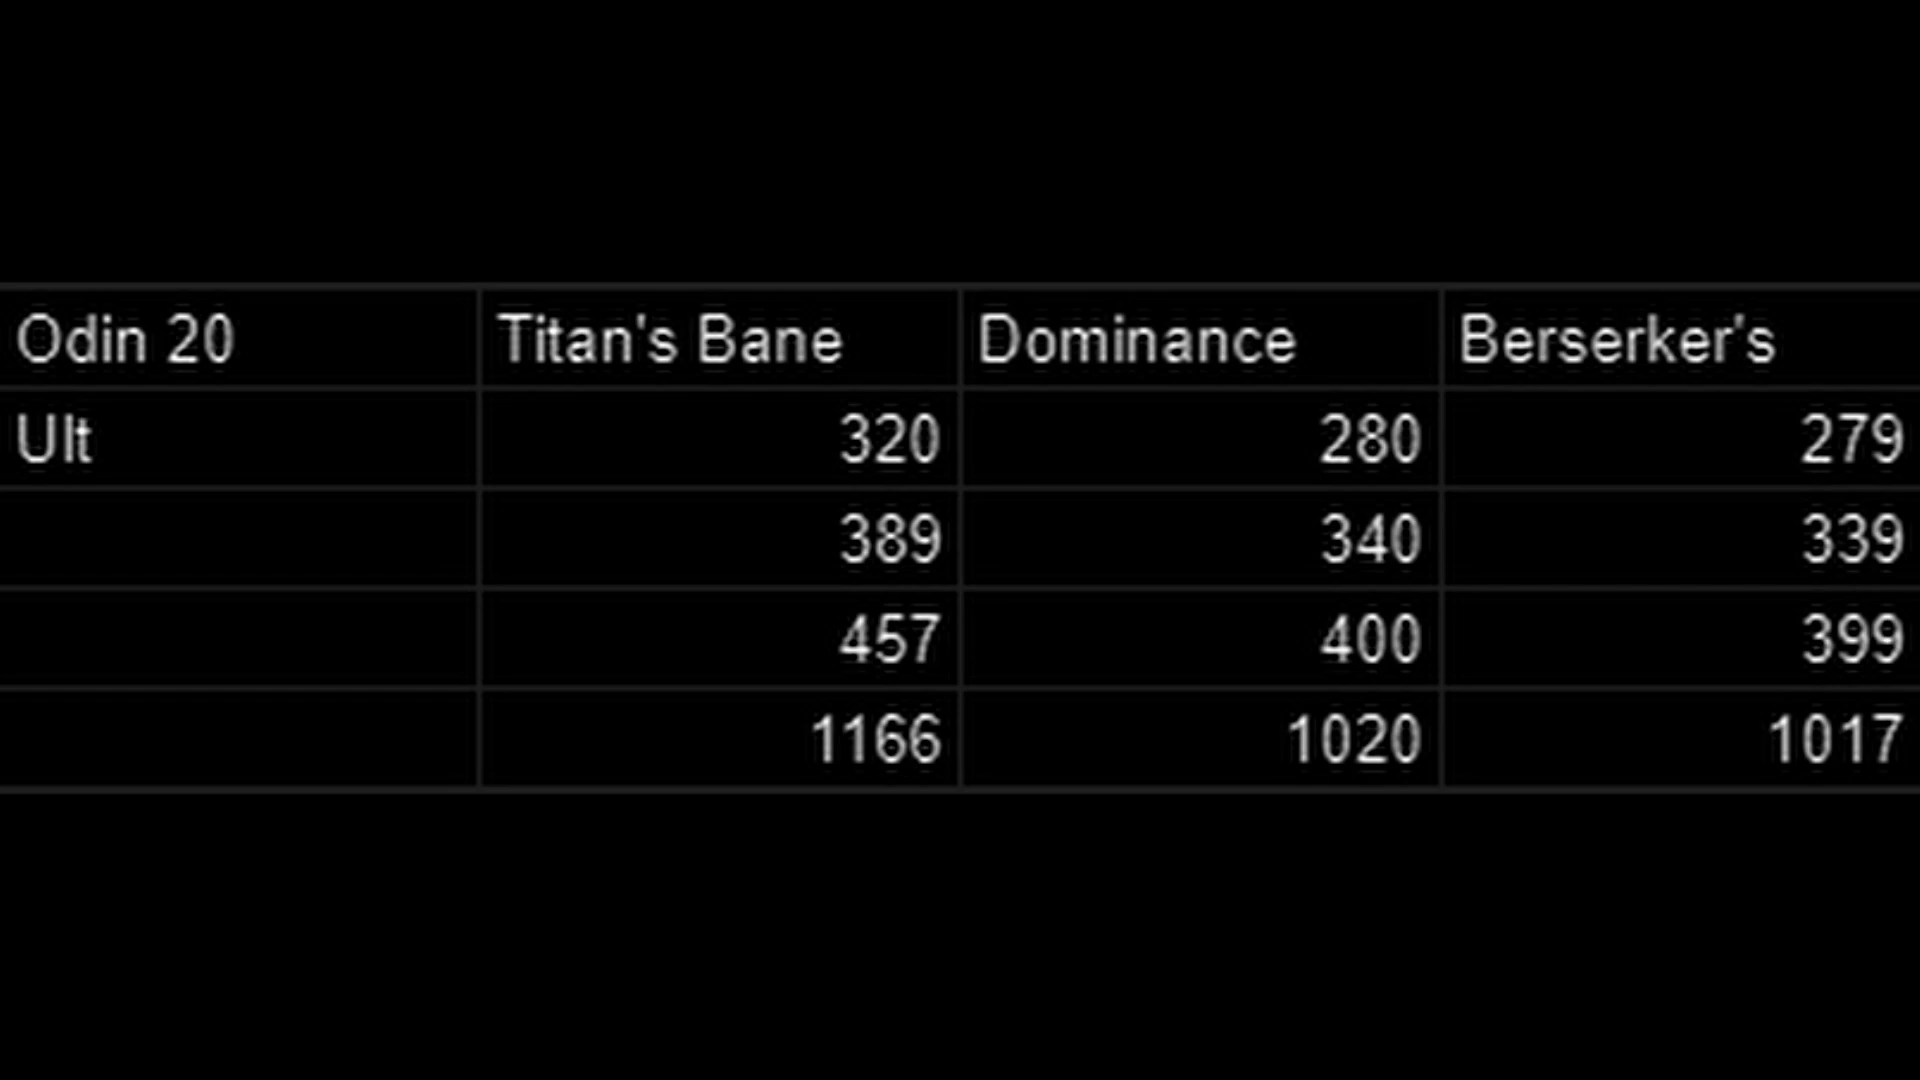 Odin 20 Titan's Bane Dominance Berserker's
Ult 320 280 279
389 340 339
457 400 399
1166 1020 1017